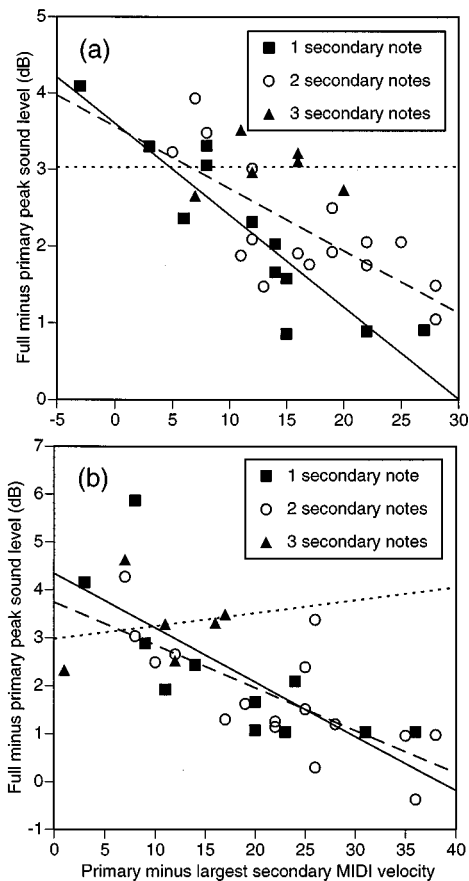 (a)
1 secondary note
2 secondary notes
3 secondary notes
Full minus primary peak sound level (dB)
5
4
3
2
1
0
-5 0 5 10 15 20 25 30
(b)
1 secondary note
2 secondary notes
3 secondary notes
Full minus primary peak sound level (dB)
7
6
5
4
3
2
1
0
-1
0 5 10 15 20 25 30 35 40
Primary minus largest secondary MIDI velocity